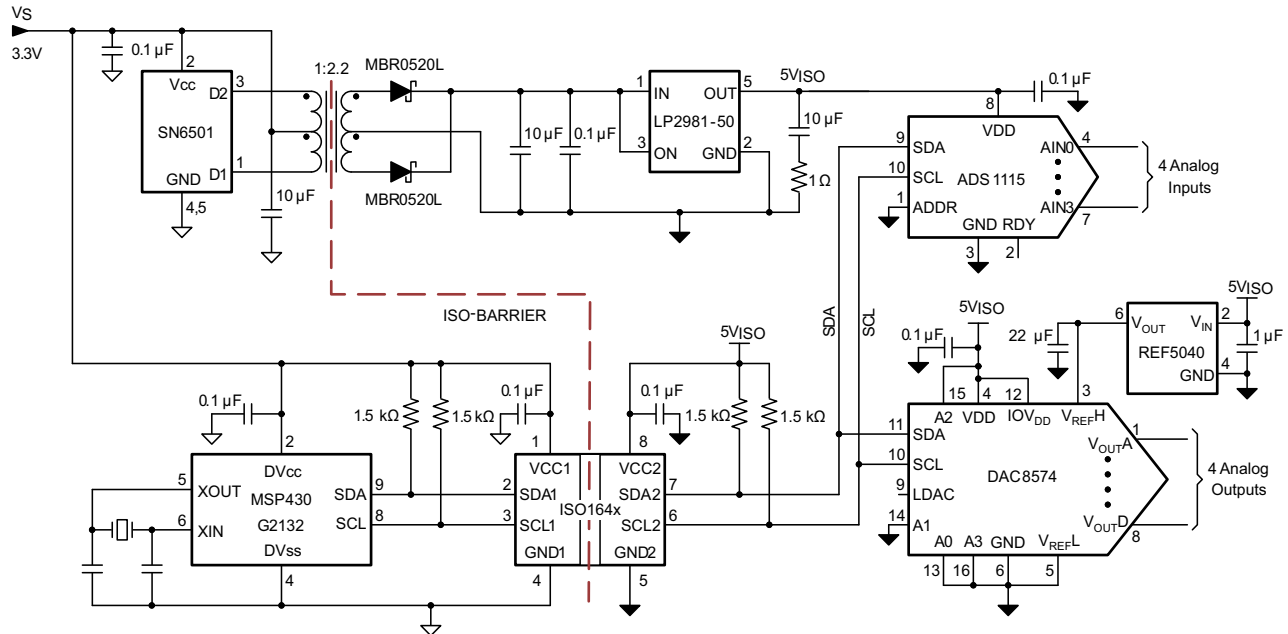 VS
3.3V
0.1 µF
2
Vcc
3
D2
SN6501
1
D1
GND
4,5
10 µF
1:2.2
MBR0520L
MBR0520L
10 µF
0.1 µF
1
IN
OUT
5
LP2981-50
3
ON
GND
2
5VISO
10 µF
1 Ω
0.1 µF
8
VDD
9
SDA
AIN0
4
10
SCL
ADS1115
4 Analog
Inputs
1
ADDR
AIN3
7
GND
RDY
3
2
ISO-BARRIER
SDA
SCL
0.1 µF
2
DVcc
5
XOUT
MSP430
SDA
9
6
XIN
G2132
SCL
8
DVss
4
1.5 kΩ
1.5 kΩ
0.1 µF
1
VCC1
2
SDA1
3
SCL1
GND1
4
ISO164x
5VISO
0.1 µF
8
VCC2
SDA2
7
SCL2
6
GND2
5
1.5 kΩ
1.5 kΩ
5VISO
0.1 µF
22 µF
6
VOUT
VIN
2
5VISO
REF5040
1 µF
GND
4
15
4
12
3
A2
VDD
IOVDD
VREFH
11
SDA
VOUTA
1
10
SCL
DAC8574
9
LDAC
4 Analog
Outputs
14
A1
VOUTD
8
A0
A3
GND
VREFL
13
16
6
5